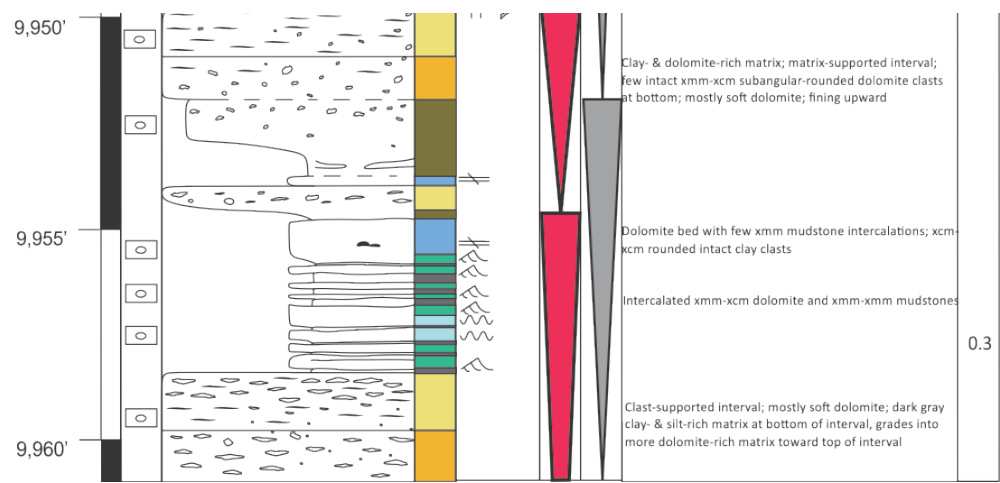 9,950'
Clay- & dolomite-rich matrix; matrix-supported interval;
few intact xmm-xcm subangular-rounded dolomite clasts
at bottom; mostly soft dolomite; fining upward
9,955'
Dolomite bed with few xmm mudstone intercalations; xcm-
xcm rounded intact clay clasts
Intercalated xmm-xcm dolomite and xmm-xmm mudstones
0.3
Clast-supported interval; mostly soft dolomite; dark gray
clay- & silt-rich matrix at bottom of interval, grades into
more dolomite-rich matrix toward top of interval
9,960'